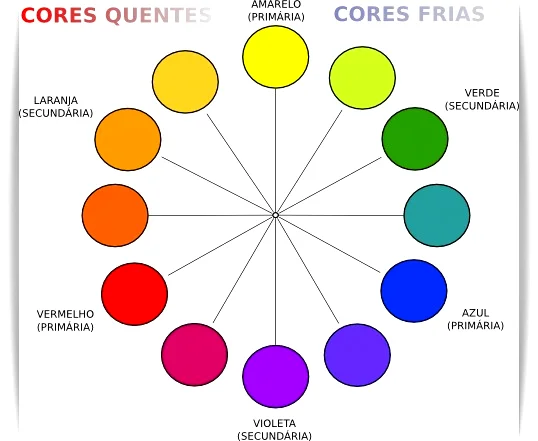 CORES QUENTES
AMARELO
(PRIMÁRIA)
CORES FRIAS
LARANJA
(SECUNDÁRIA)
VERDE
(SECUNDÁRIA)
VERMELHO
(PRIMÁRIA)
AZUL
(PRIMÁRIA)
VIOLETA
(SECUNDÁRIA)